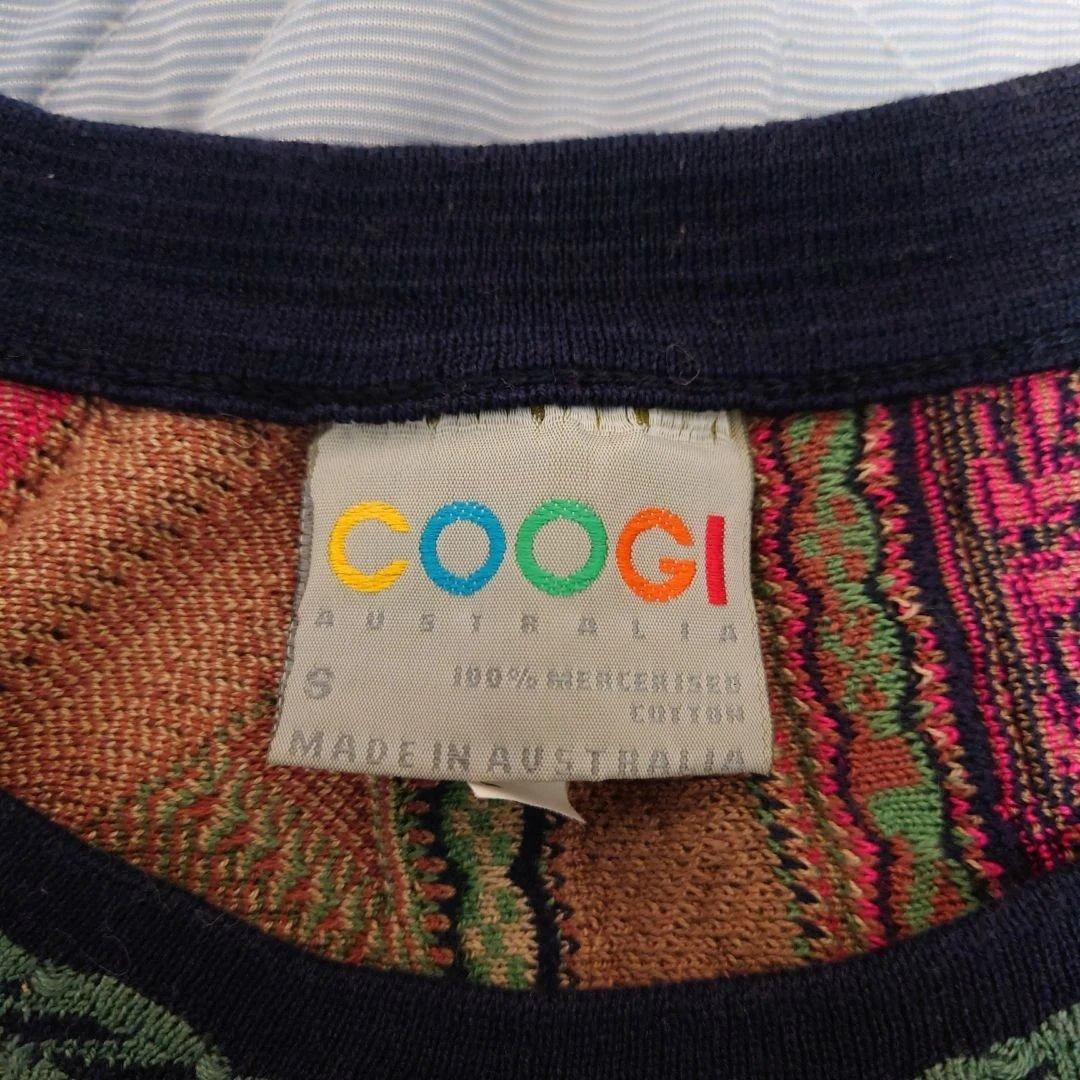 COOGI
AUSTRALIA
S 100% MERCERISED
COTTON
MADE IN AUSTRALIA